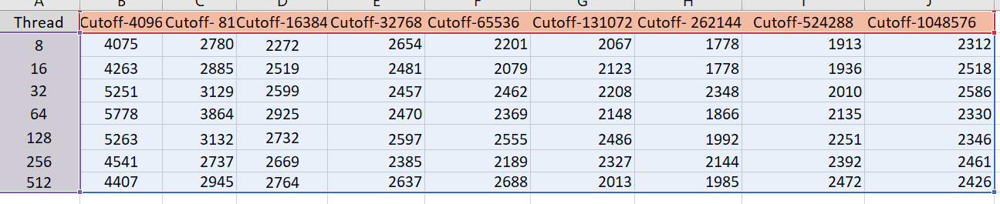 A B C D E F G H I J
Thread Cutoff-4096 Cutoff- 81 Cutoff-16384 Cutoff-32768 Cutoff-65536 Cutoff-131072 Cutoff- 262144 Cutoff-524288 Cutoff-1048576
8 4075 2780 2272 2654 2201 2067 1778 1913 2312
16 4263 2885 2519 2481 2079 2123 1778 1936 2518
32 5251 3129 2599 2457 2462 2208 2348 2010 2586
64 5778 3864 2925 2470 2369 2148 1866 2135 2330
128 5263 3132 2732 2597 2555 2486 1992 2251 2346
256 4541 2737 2669 2385 2189 2327 2144 2392 2461
512 4407 2945 2764 2637 2688 2013 1985 2472 2426